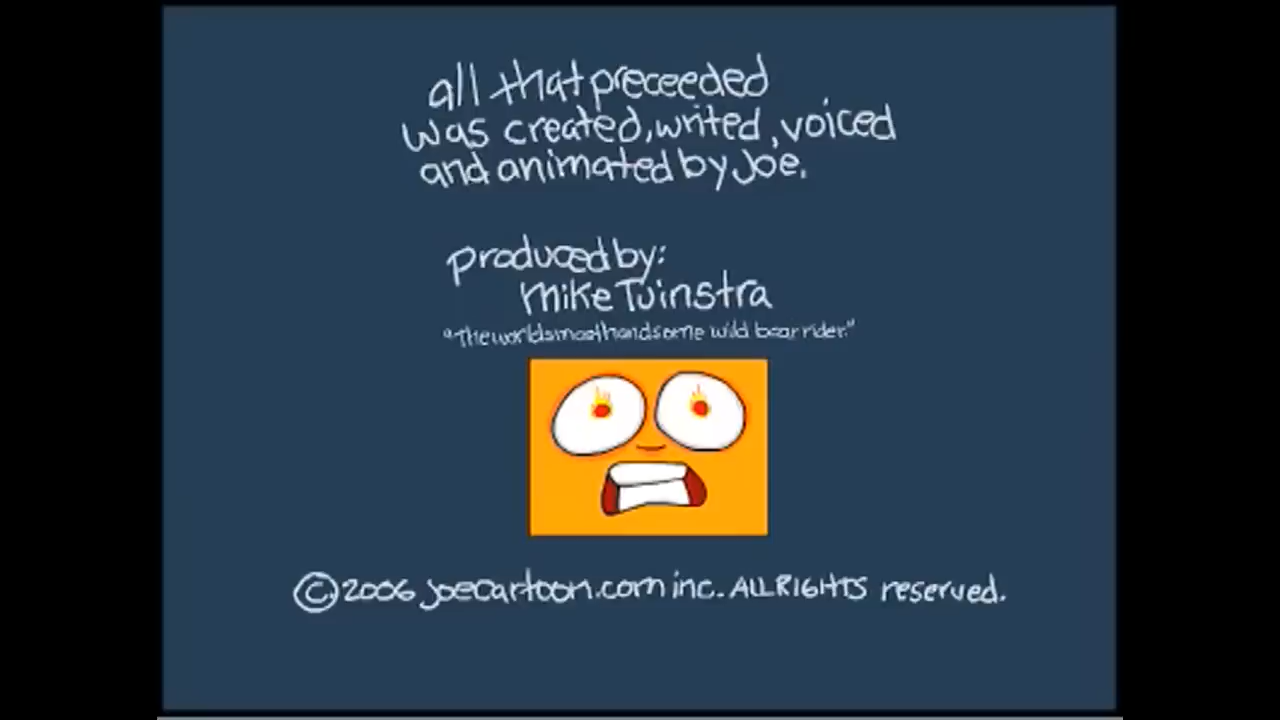 all that preceeded
was created, writed, voiced
and animated by Joe.
produced by:
Mike Tuinstra
"The worlds most handsome wild boar rider."
©2006 joecartoon.com inc. ALL RIGHTS reserved.